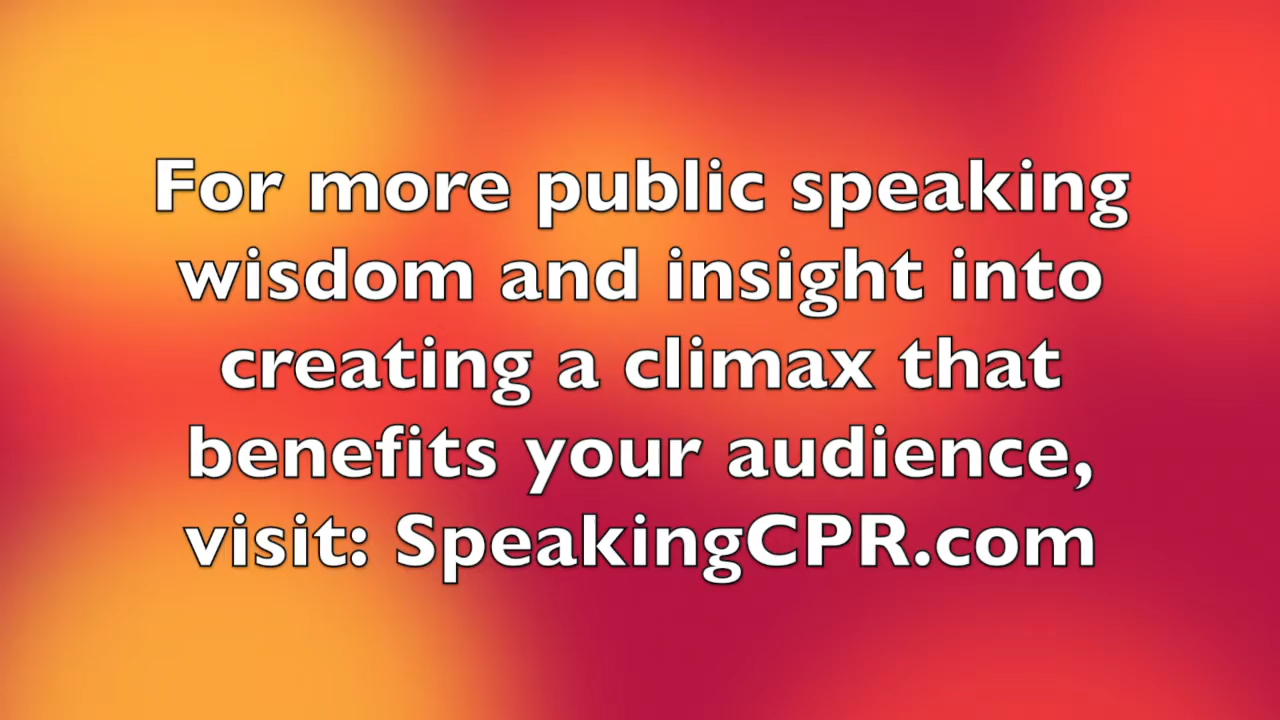 For more public speaking
wisdom and insight into
creating a climax that
benefits your audience,
visit: SpeakingCPR.com